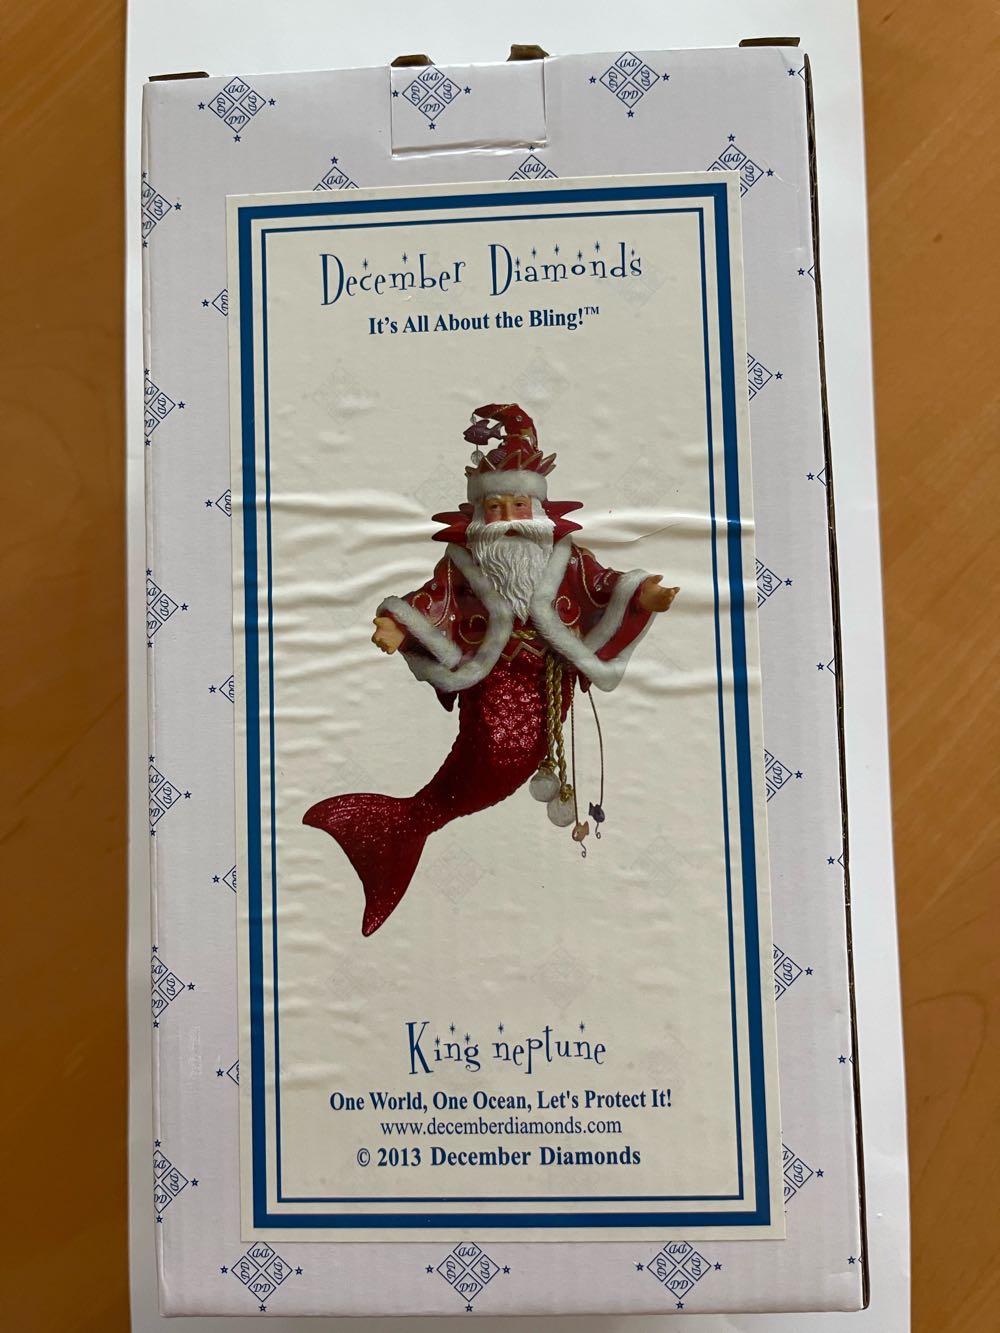 December Diamonds
It's All About the Bling!™
King neptune
One World, One Ocean, Let's Protect It!
www.decemberdiamonds.com
© 2013 December Diamonds